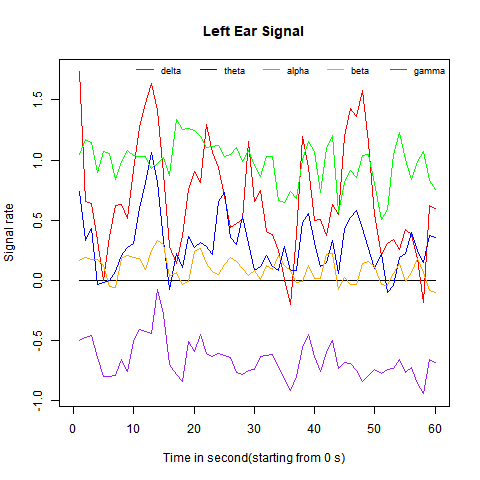 Left Ear Signal
delta theta alpha beta gamma
Signal rate
1.5
1.0
0.5
0.0
-0.5
-1.0
0 10 20 30 40 50 60
Time in second(starting from 0 s)